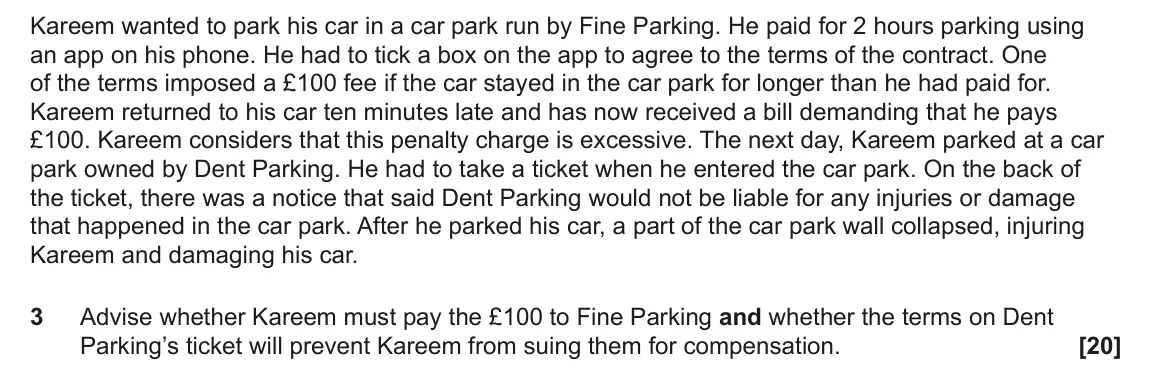 Kareem wanted to park his car in a car park run by Fine Parking. He paid for 2 hours parking using
an app on his phone. He had to tick a box on the app to agree to the terms of the contract. One
of the terms imposed a £100 fee if the car stayed in the car park for longer than he had paid for.
Kareem returned to his car ten minutes late and has now received a bill demanding that he pays
£100. Kareem considers that this penalty charge is excessive. The next day, Kareem parked at a car
park owned by Dent Parking. He had to take a ticket when he entered the car park. On the back of
the ticket, there was a notice that said Dent Parking would not be liable for any injuries or damage
that happened in the car park. After he parked his car, a part of the car park wall collapsed, injuring
Kareem and damaging his car.
3 Advise whether Kareem must pay the £100 to Fine Parking and whether the terms on Dent
Parking’s ticket will prevent Kareem from suing them for compensation. [20]